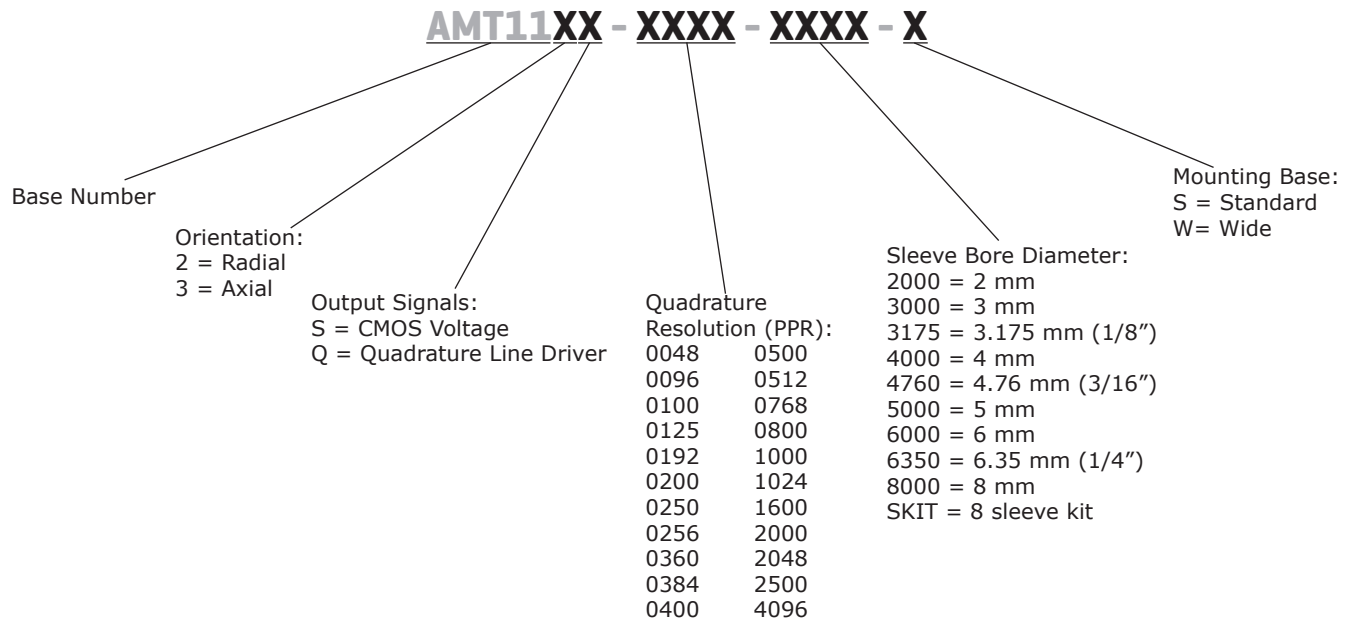 AMT11XX - XXXX - XXXX - X
Base Number
Orientation:
2 = Radial
3 = Axial
Output Signals:
S = CMOS Voltage
Q = Quadrature Line Driver
Quadrature
Resolution (PPR):
0048 0500
0096 0512
0100 0768
0125 0800
0192 1000
0200 1024
0250 1600
0256 2000
0360 2048
0384 2500
0400 4096
Sleeve Bore Diameter:
2000 = 2 mm
3000 = 3 mm
3175 = 3.175 mm (1/8″)
4000 = 4 mm
4760 = 4.76 mm (3/16″)
5000 = 5 mm
6000 = 6 mm
6350 = 6.35 mm (1/4″)
8000 = 8 mm
SKIT = 8 sleeve kit
Mounting Base:
S = Standard
W= Wide